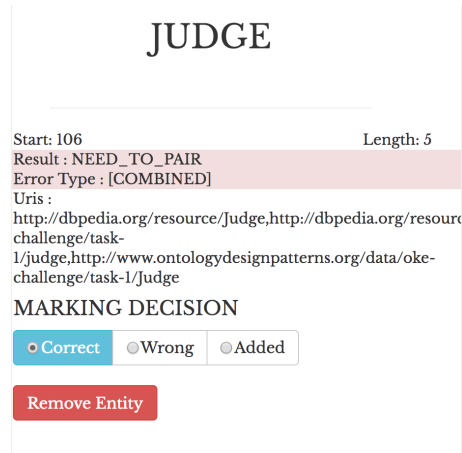 JUDGE
Start: 106 Length: 5
Result : NEED_TO_PAIR
Error Type : [COMBINED]
Uris :
http://dbpedia.org/resource/Judge,http://dbpedia.org/resourc
challenge/task-
1/judge,http://www.ontologydesignpatterns.org/data/oke-
challenge/task-1/Judge
MARKING DECISION
Correct Wrong Added
Remove Entity